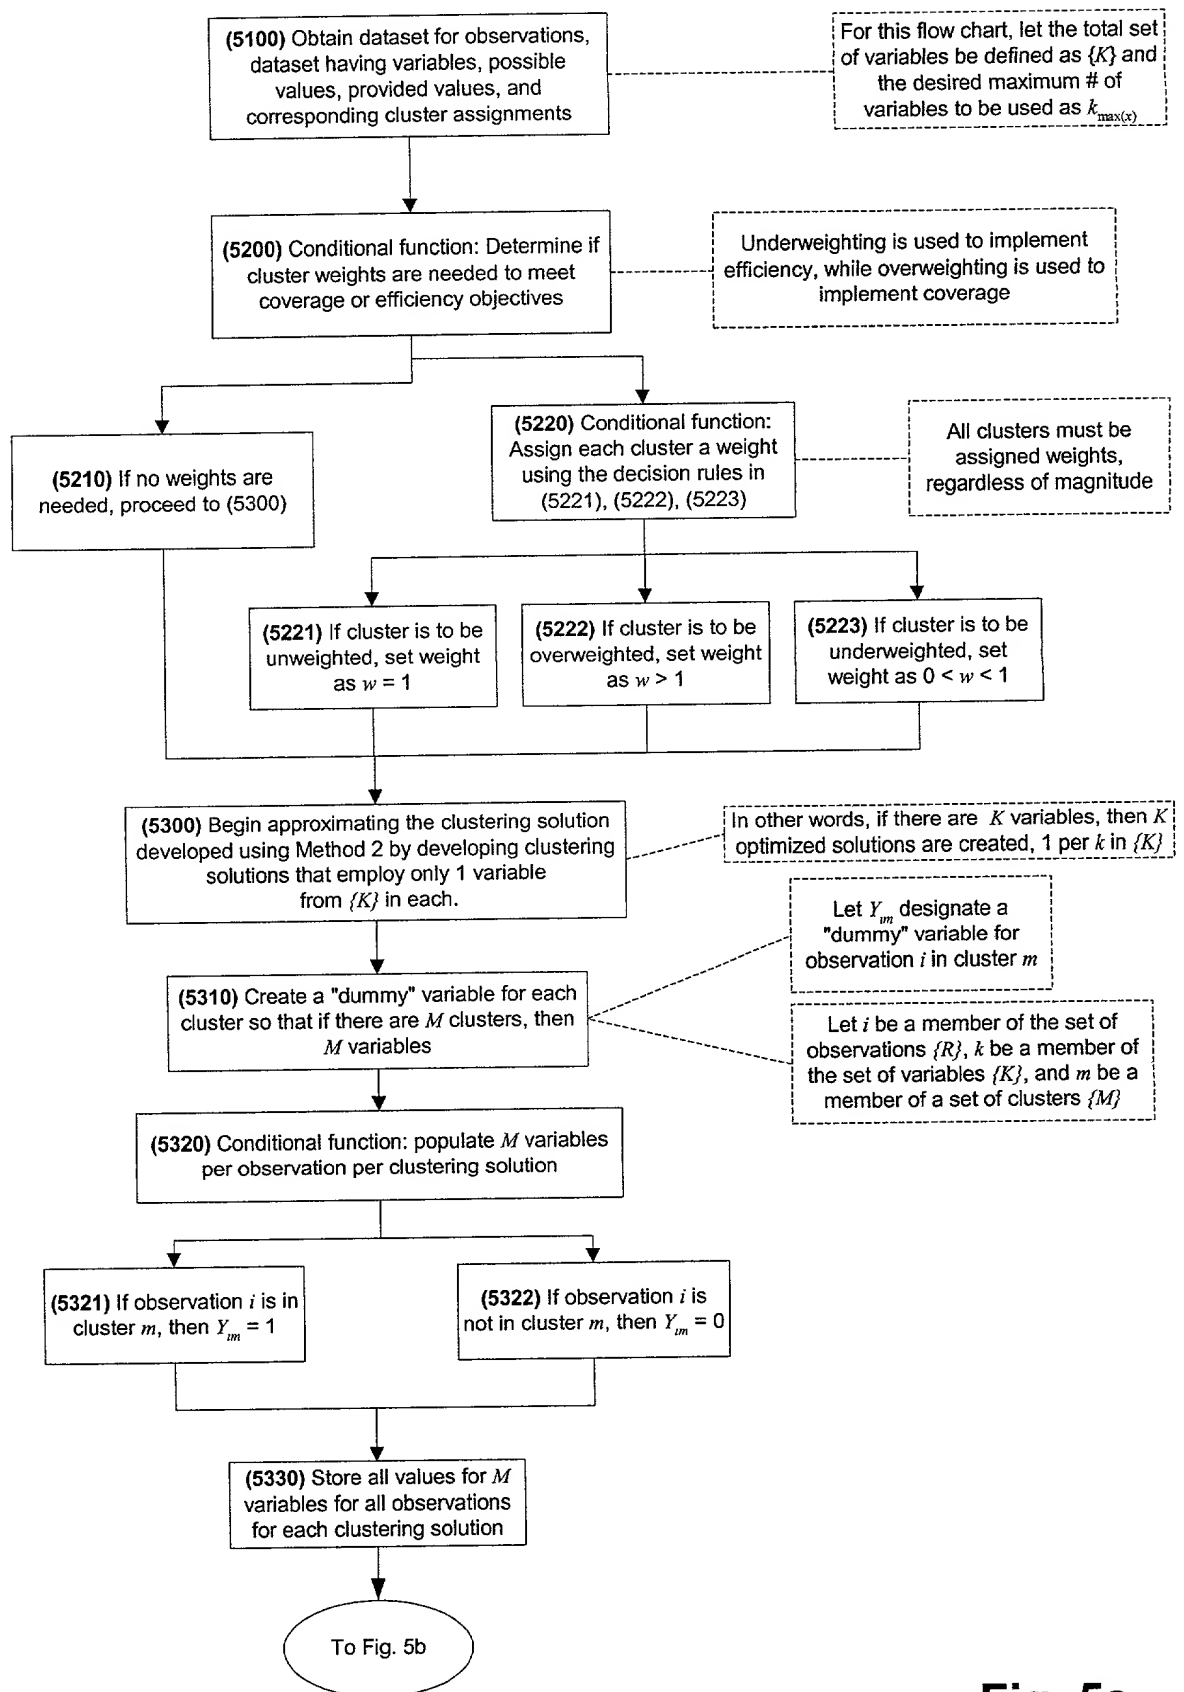 (5100) Obtain dataset for observations,
dataset having variables, possible
values, provided values, and
corresponding cluster assignments
For this flow chart, let the total set
of variables be defined as {K} and
the desired maximum # of
variables to be used as kmax(x)
(5200) Conditional function: Determine if
cluster weights are needed to meet
coverage or efficiency objectives
Underweighting is used to implement
efficiency, while overweighting is used to
implement coverage
(5210) If no weights are
needed, proceed to (5300)
(5220) Conditional function:
Assign each cluster a weight
using the decision rules in
(5221), (5222), (5223)
All clusters must be
assigned weights,
regardless of magnitude
(5221) If cluster is to be
unweighted, set weight
as w = 1
(5222) If cluster is to be
overweighted, set weight
as w > 1
(5223) If cluster is to be
underweighted, set
weight as 0 < w < 1
(5300) Begin approximating the clustering solution
developed using Method 2 by developing clustering
solutions that employ only 1 variable
from {K} in each.
In other words, if there are K variables, then K
optimized solutions are created, 1 per k in {K}
Let Yim designate a
"dummy" variable for
observation i in cluster m
(5310) Create a "dummy" variable for each
cluster so that if there are M clusters, then
M variables
Let i be a member of the set of
observations {R}, k be a member of
the set of variables {K}, and m be a
member of a set of clusters {M}
(5320) Conditional function: populate M variables
per observation per clustering solution
(5321) If observation i is in
cluster m, then Yim = 1
(5322) If observation i is
not in cluster m, then Yim = 0
(5330) Store all values for M
variables for all observations
for each clustering solution
To Fig. 5b